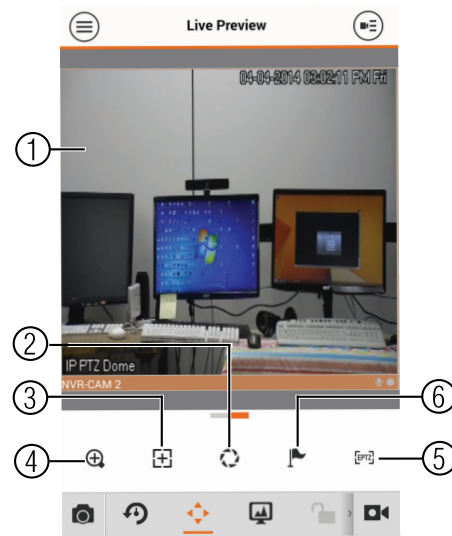 Live Preview
04-04-2014 03:02:11 PM Fri
1
2
IP PTZ Dome
NVR-CAM 2
3
6
4
EPTZ
5